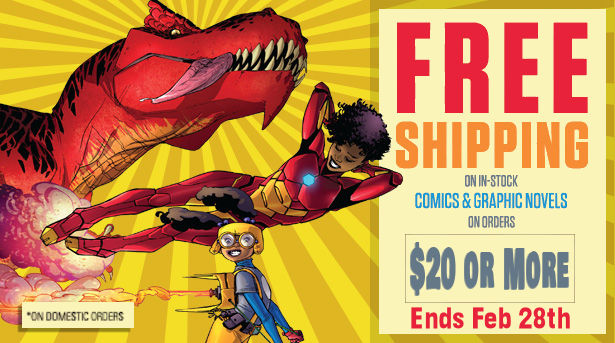 FREE
SHIPPING
ON IN-STOCK
COMICS & GRAPHIC NOVELS
ON ORDERS
$20 OR MORE
Ends Feb 28th
*ON DOMESTIC ORDERS